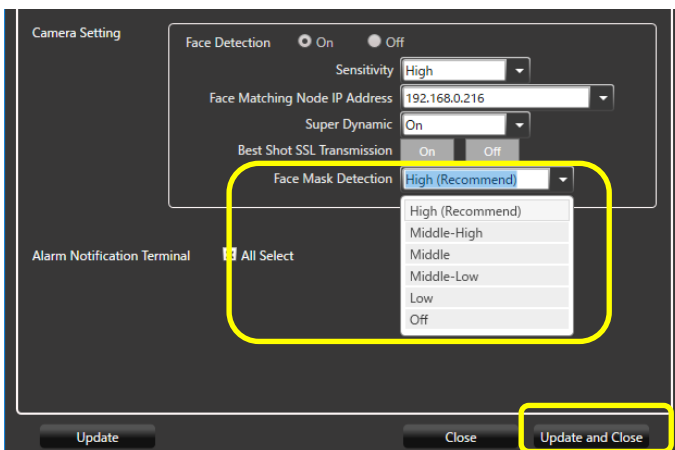 Camera Setting
Face Detection On Off
Sensitivity High
Face Matching Node IP Address 192.168.0.216
Super Dynamic On
Best Shot SSL Transmission On Off
Face Mask Detection High (Recommend)
High (Recommend)
Middle-High
Middle
Middle-Low
Low
Off
Alarm Notification Terminal All Select
Update Close Update and Close